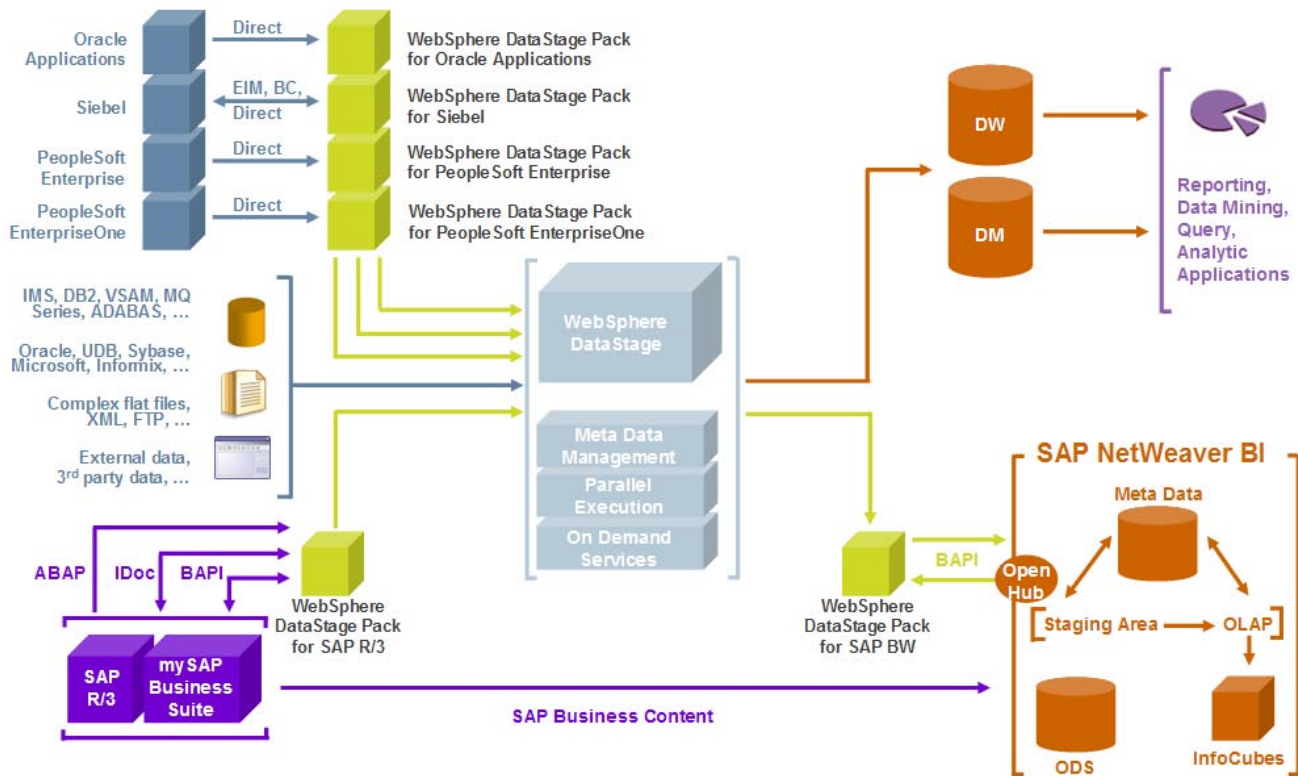 Oracle
Applications
Direct
WebSphere DataStage Pack
for Oracle Applications
Siebel
EIM, BC,
Direct
WebSphere DataStage Pack
for Siebel
PeopleSoft
Enterprise
Direct
WebSphere DataStage Pack
for PeopleSoft Enterprise
PeopleSoft
EnterpriseOne
Direct
WebSphere DataStage Pack
for PeopleSoft EnterpriseOne
DW
DM
Reporting,
Data Mining,
Query,
Analytic
Applications
IMS, DB2, VSAM, MQ
Series, ADABAS, ...
Oracle, UDB, Sybase,
Microsoft, Informix, ...
Complex flat files,
XML, FTP, ...
External data,
3rd party data, ...
WebSphere
DataStage
Meta Data
Management
Parallel
Execution
On Demand
Services
ABAP
IDoc
BAPI
WebSphere
DataStage Pack
for SAP R/3
SAP
R/3
mySAP
Business
Suite
SAP Business Content
WebSphere
DataStage Pack
for SAP BW
BAPI
SAP NetWeaver BI
Meta Data
Open
Hub
Staging Area
OLAP
ODS
InfoCubes